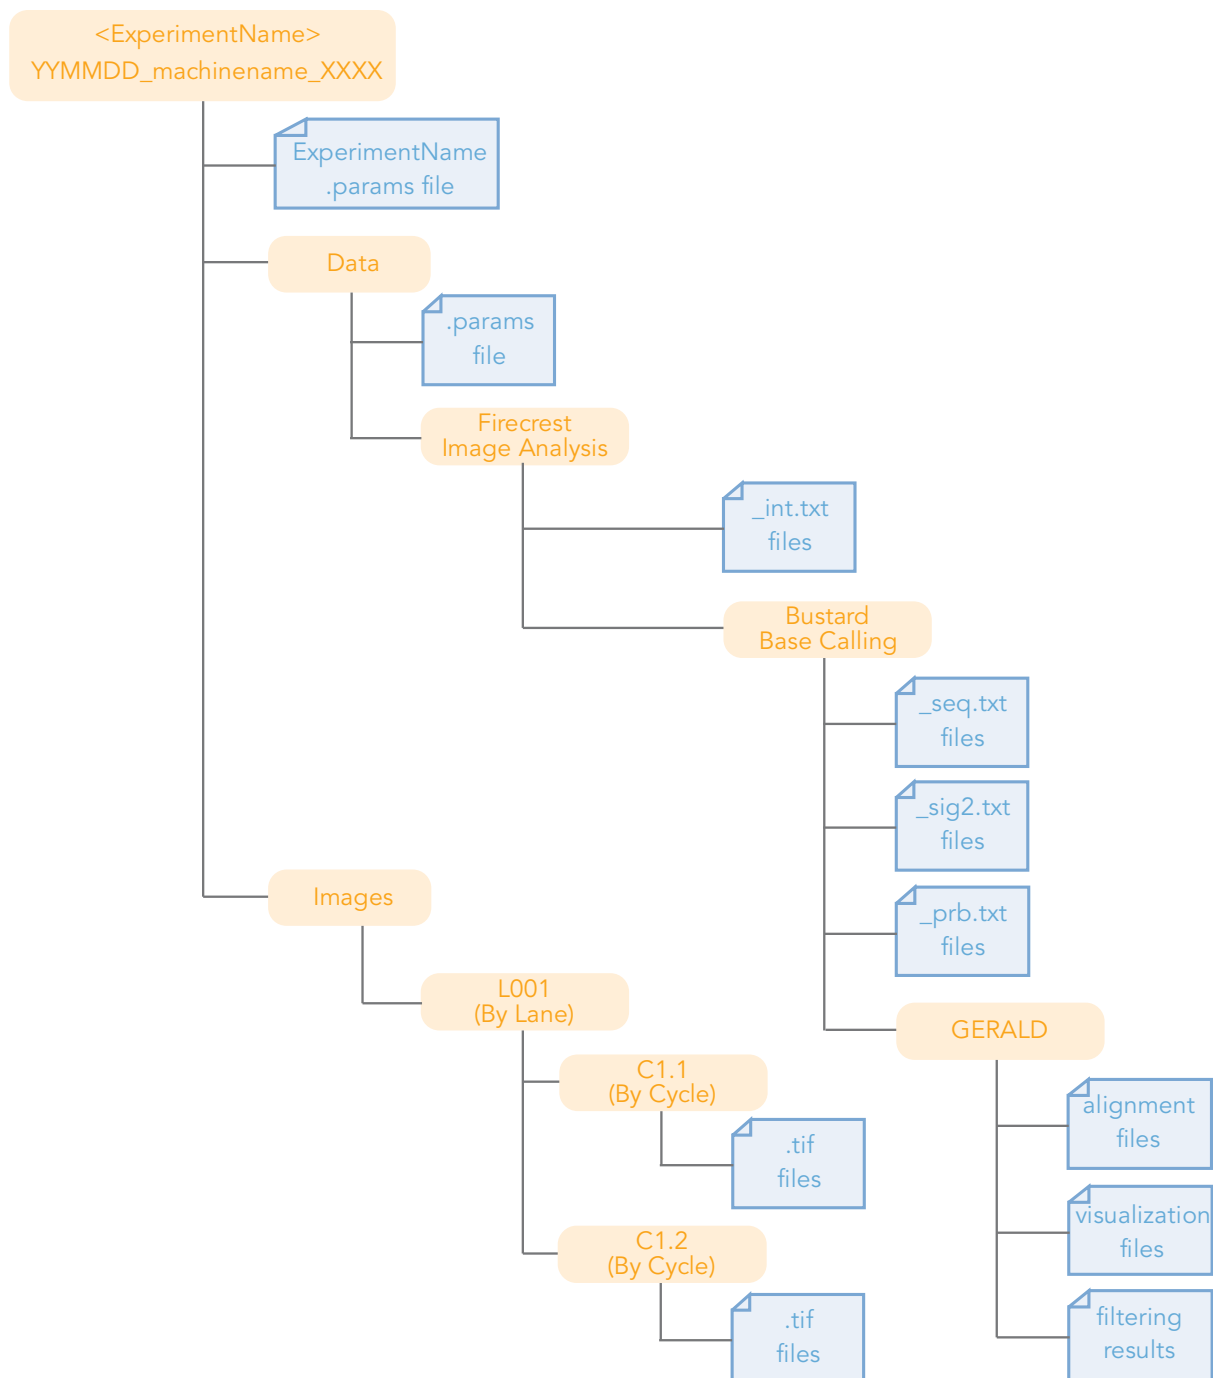 <ExperimentName>
YYMMDD_machinename_XXXX
ExperimentName
.params file
Data
.params
file
Firecrest
Image Analysis
_int.txt
files
Bustard
Base Calling
_seq.txt
files
_sig2.txt
files
_prb.txt
files
Images
L001
(By Lane)
GERALD
C1.1
(By Cycle)
alignment
files
.tif
files
visualization
files
C1.2
(By Cycle)
filtering
results
.tif
files